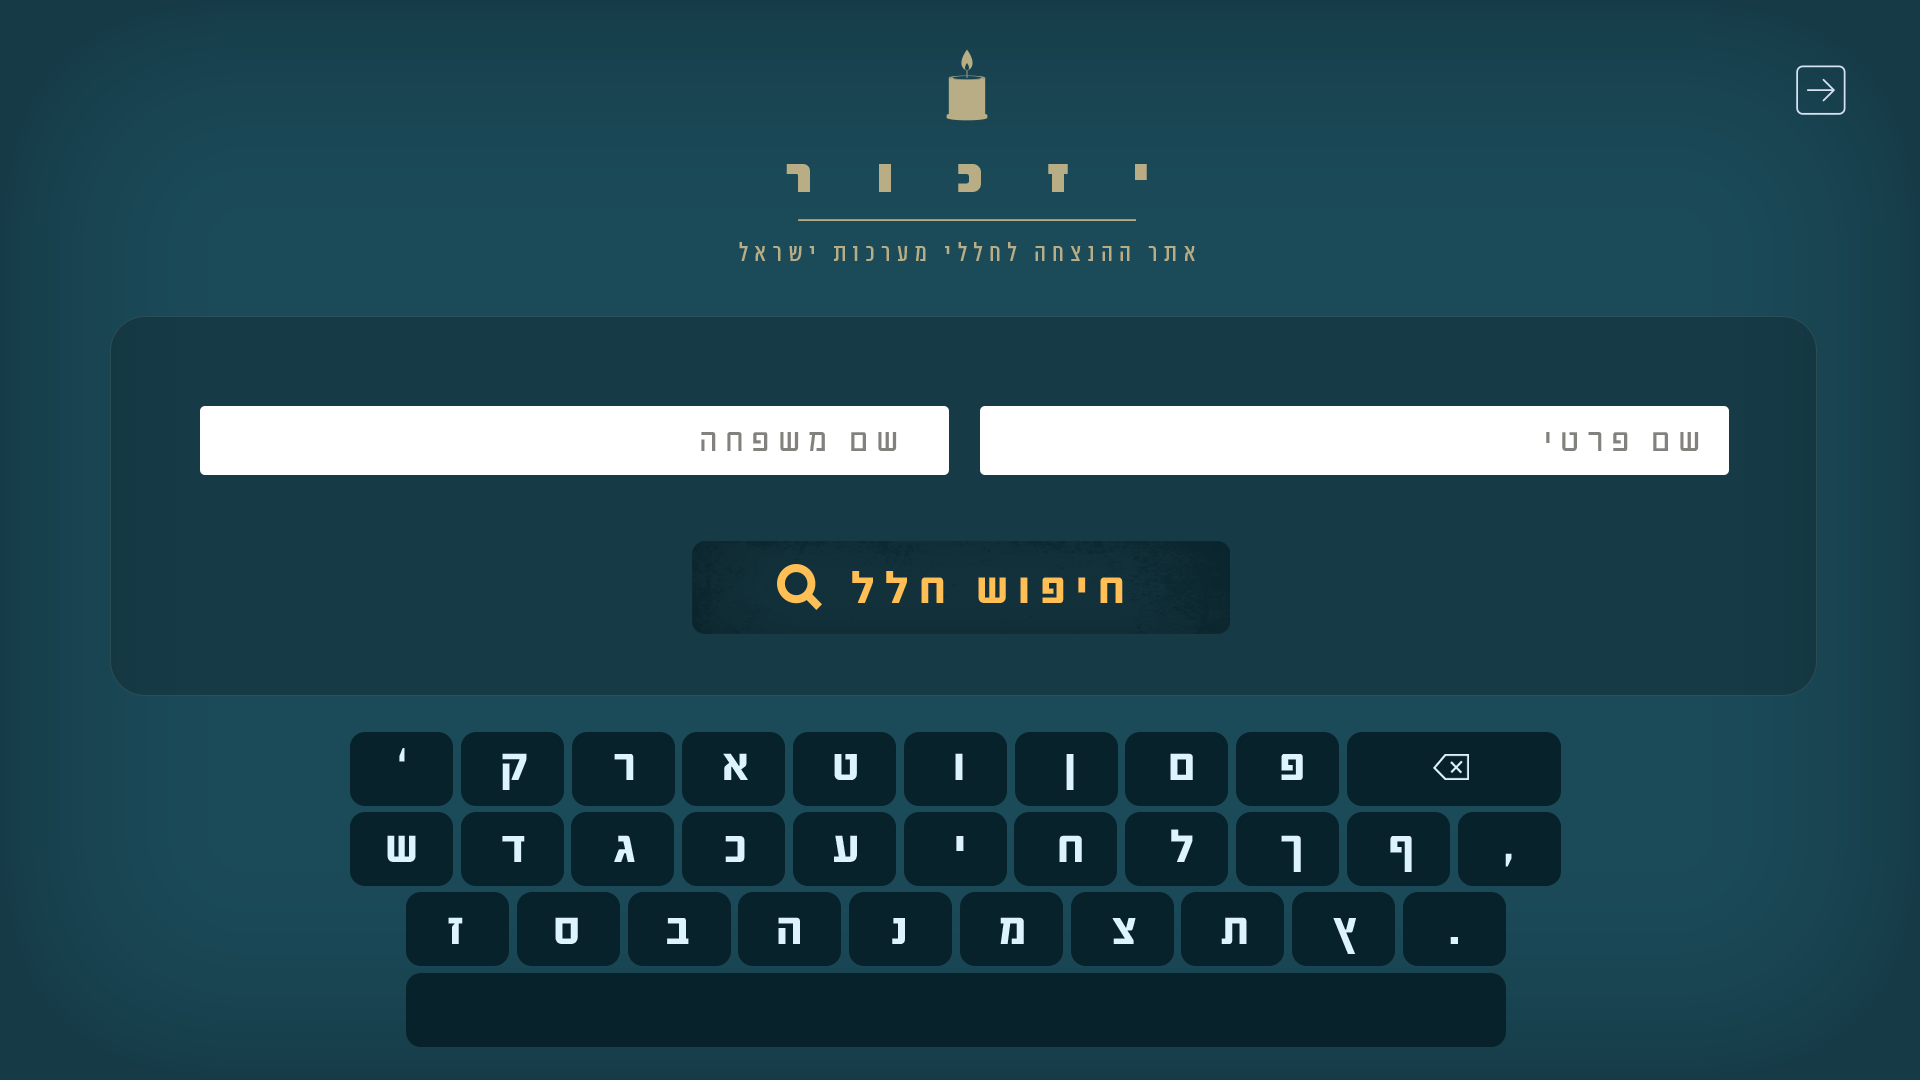 יזכור
אתר ההנצחה לחללי מערכות ישראל
שם פרטי
שם משפחה
חיפוש חלל
' ק ר א ט ו ן ם פ
ש ד ג כ ע י ח ל ך ף ,
ז ס ב ה נ מ צ ת ץ .